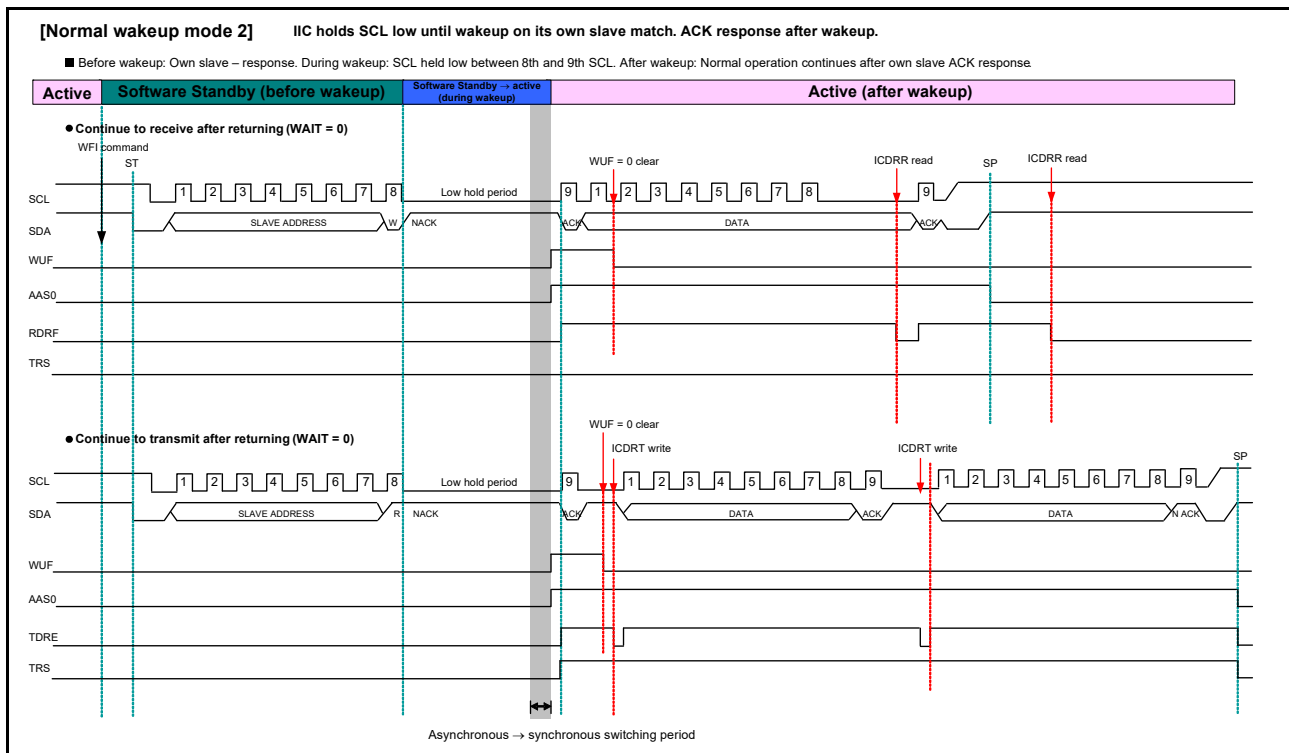 [Normal wakeup mode 2] IIC holds SCL low until wakeup on its own slave match. ACK response after wakeup.
■ Before wakeup: Own slave – response. During wakeup: SCL held low between 8th and 9th SCL. After wakeup: Normal operation continues after own slave ACK response.
Active Software Standby (before wakeup) Software Standby → active (during wakeup) Active (after wakeup)
● Continue to receive after returning (WAIT = 0)
WFI command
ST WUF = 0 clear ICDRR read SP ICDRR read
SCL 1 2 3 4 5 6 7 8 Low hold period 9 1 2 3 4 5 6 7 8 9
SDA SLAVE ADDRESS W NACK ACK DATA ACK
WUF
AAS0
RDRF
TRS
● Continue to transmit after returning (WAIT = 0)
WUF = 0 clear
ICDRT write ICDRT write
ST SP
SCL 1 2 3 4 5 6 7 8 Low hold period 9 1 2 3 4 5 6 7 8 9 1 2 3 4 5 6 7 8 9
SDA SLAVE ADDRESS R NACK ACK DATA ACK DATA N ACK
WUF
AAS0
TDRE
TRS
Asynchronous → synchronous switching period